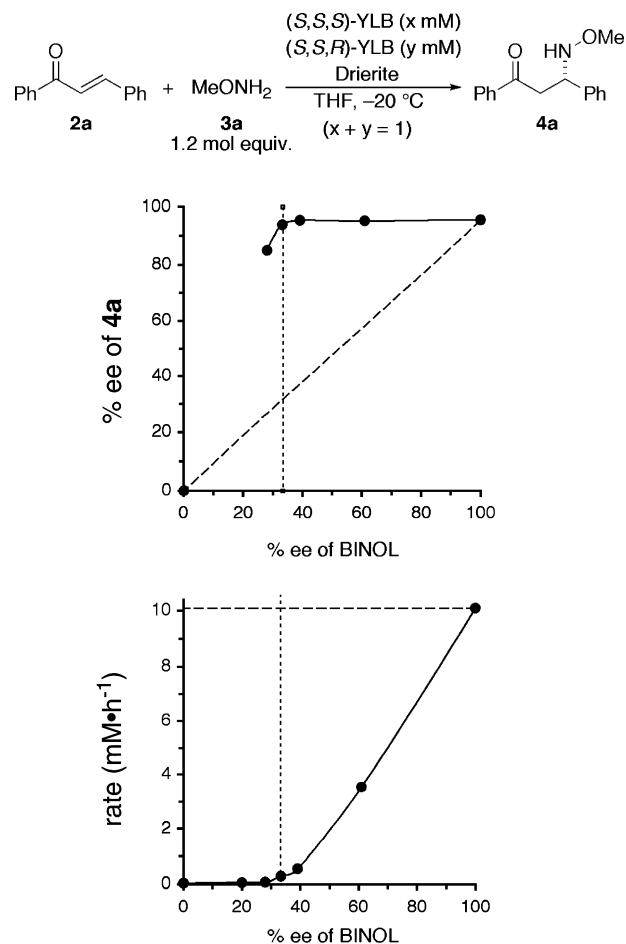 (S,S,S)-YLB (x mM)
(S,S,R)-YLB (y mM)
Drierite
THF, –20 °C
(x + y = 1)
O
Ph
Ph
2a
+
MeONH2
3a
1.2 mol equiv.
O
HN
OMe
Ph
Ph
4a
100
80
60
40
20
0
% ee of 4a
0 20 40 60 80 100
% ee of BINOL
10
8
6
4
2
0
rate (mM•h-1)
0 20 40 60 80 100
% ee of BINOL